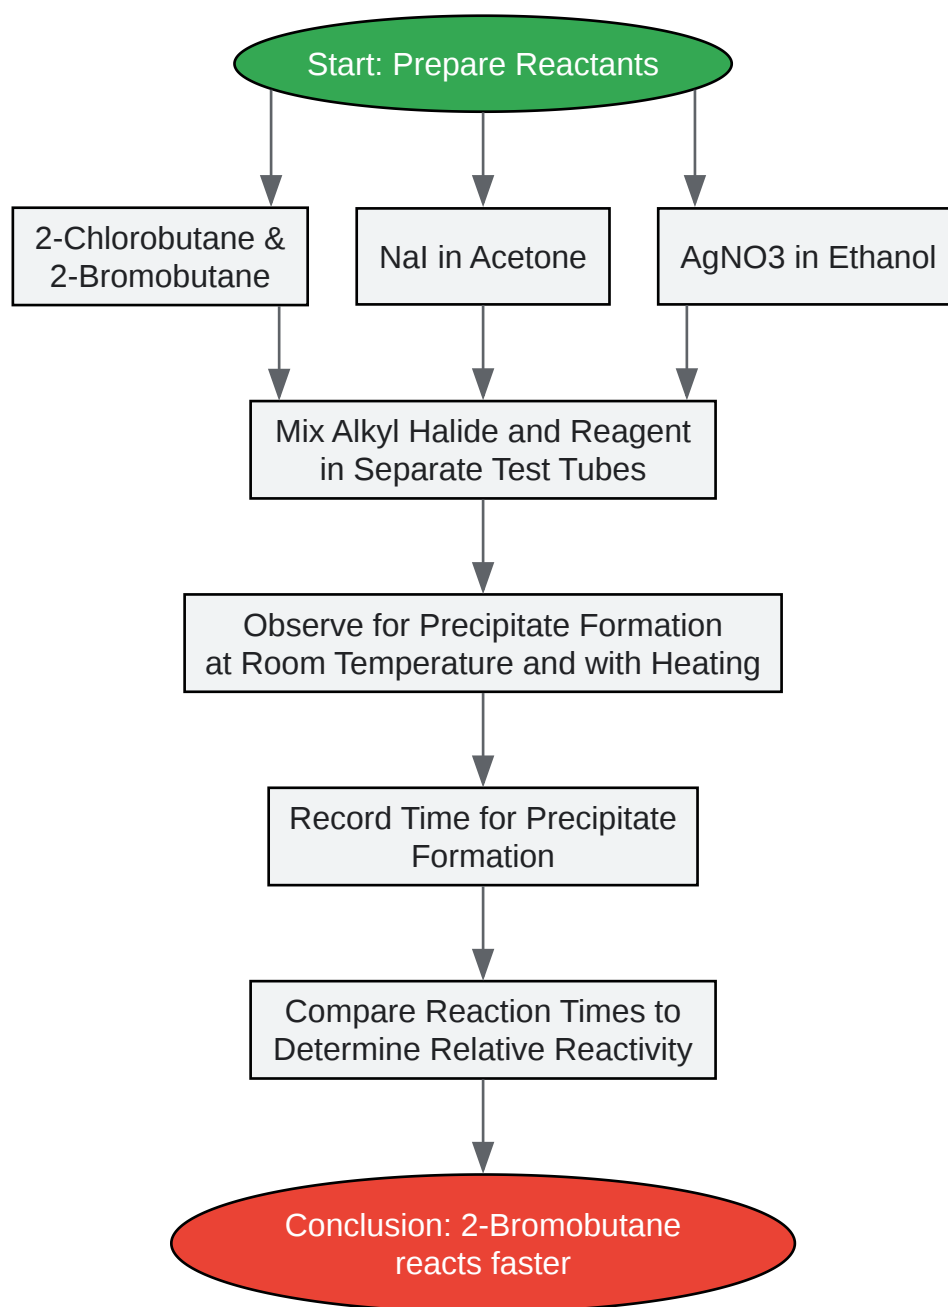 Start: Prepare Reactants
2-Chlorobutane &
2-Bromobutane
NaI in Acetone
AgNO3 in Ethanol
Mix Alkyl Halide and Reagent
in Separate Test Tubes
Observe for Precipitate Formation
at Room Temperature and with Heating
Record Time for Precipitate
Formation
Compare Reaction Times to
Determine Relative Reactivity
Conclusion: 2-Bromobutane
reacts faster